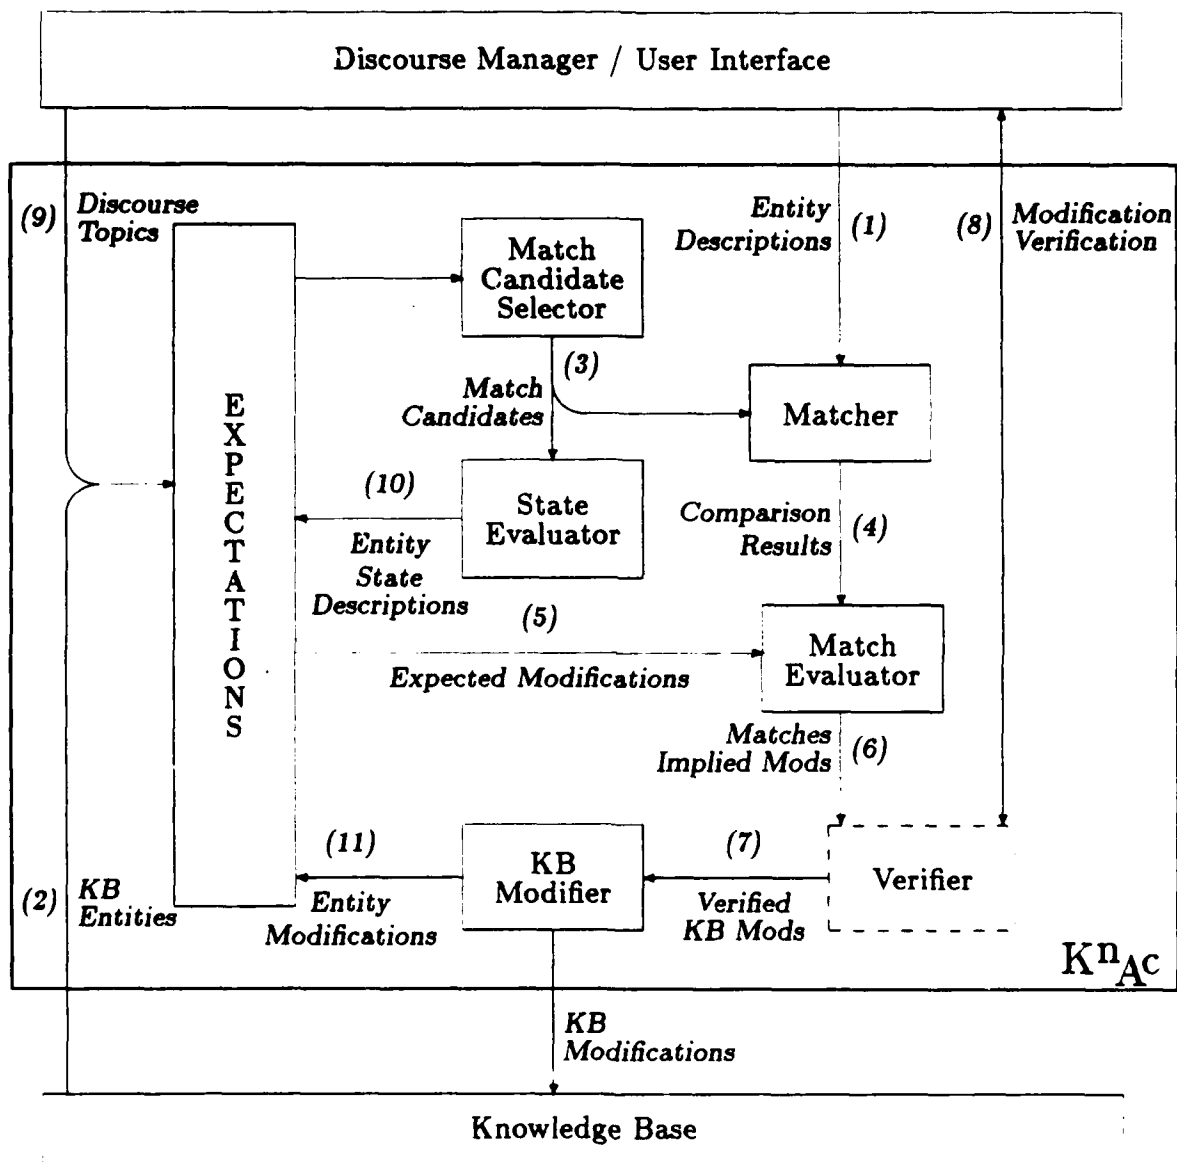 Discourse Manager / User Interface
(9)
Discourse
Topics
Entity
Descriptions
(1)
(8)
Modification
Verification
Match
Candidate
Selector
(3)
Match
Candidates
Matcher
EXPECTATIONS
(10)
State
Evaluator
Entity
State
Descriptions
Comparison
Results
(4)
(5)
Expected Modifications
Match
Evaluator
Matches
Implied Mods
(6)
(11)
KB
Modifier
(7)
Verifier
(2)
KB
Entities
Entity
Modifications
Verified
KB Mods
KnAc
KB
Modifications
Knowledge Base